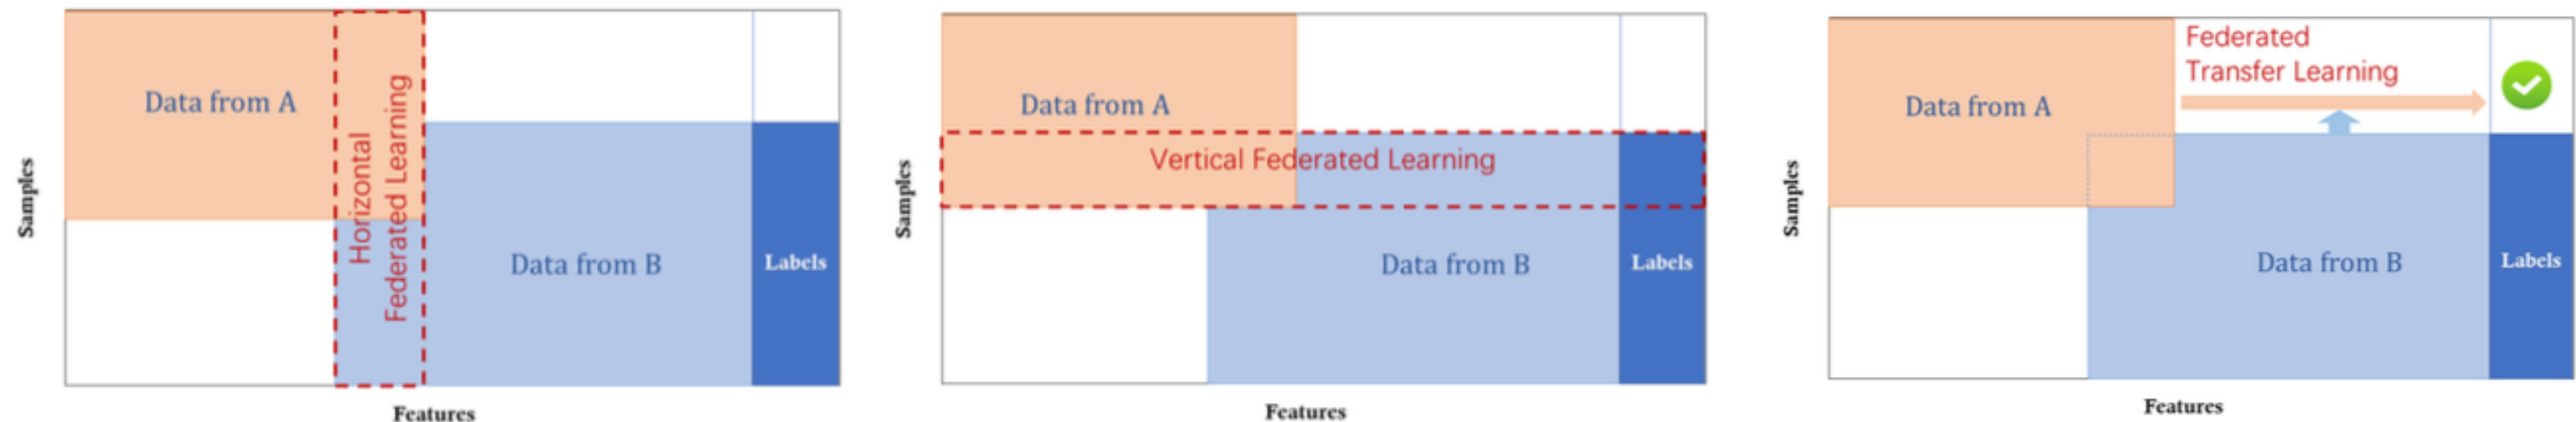 Samples
Data from A
Horizontal
Federated Learning
Data from B
Labels
Features
Samples
Data from A
Vertical Federated Learning
Data from B
Labels
Features
Samples
Data from A
Federated
Transfer Learning
Data from B
Labels
Features